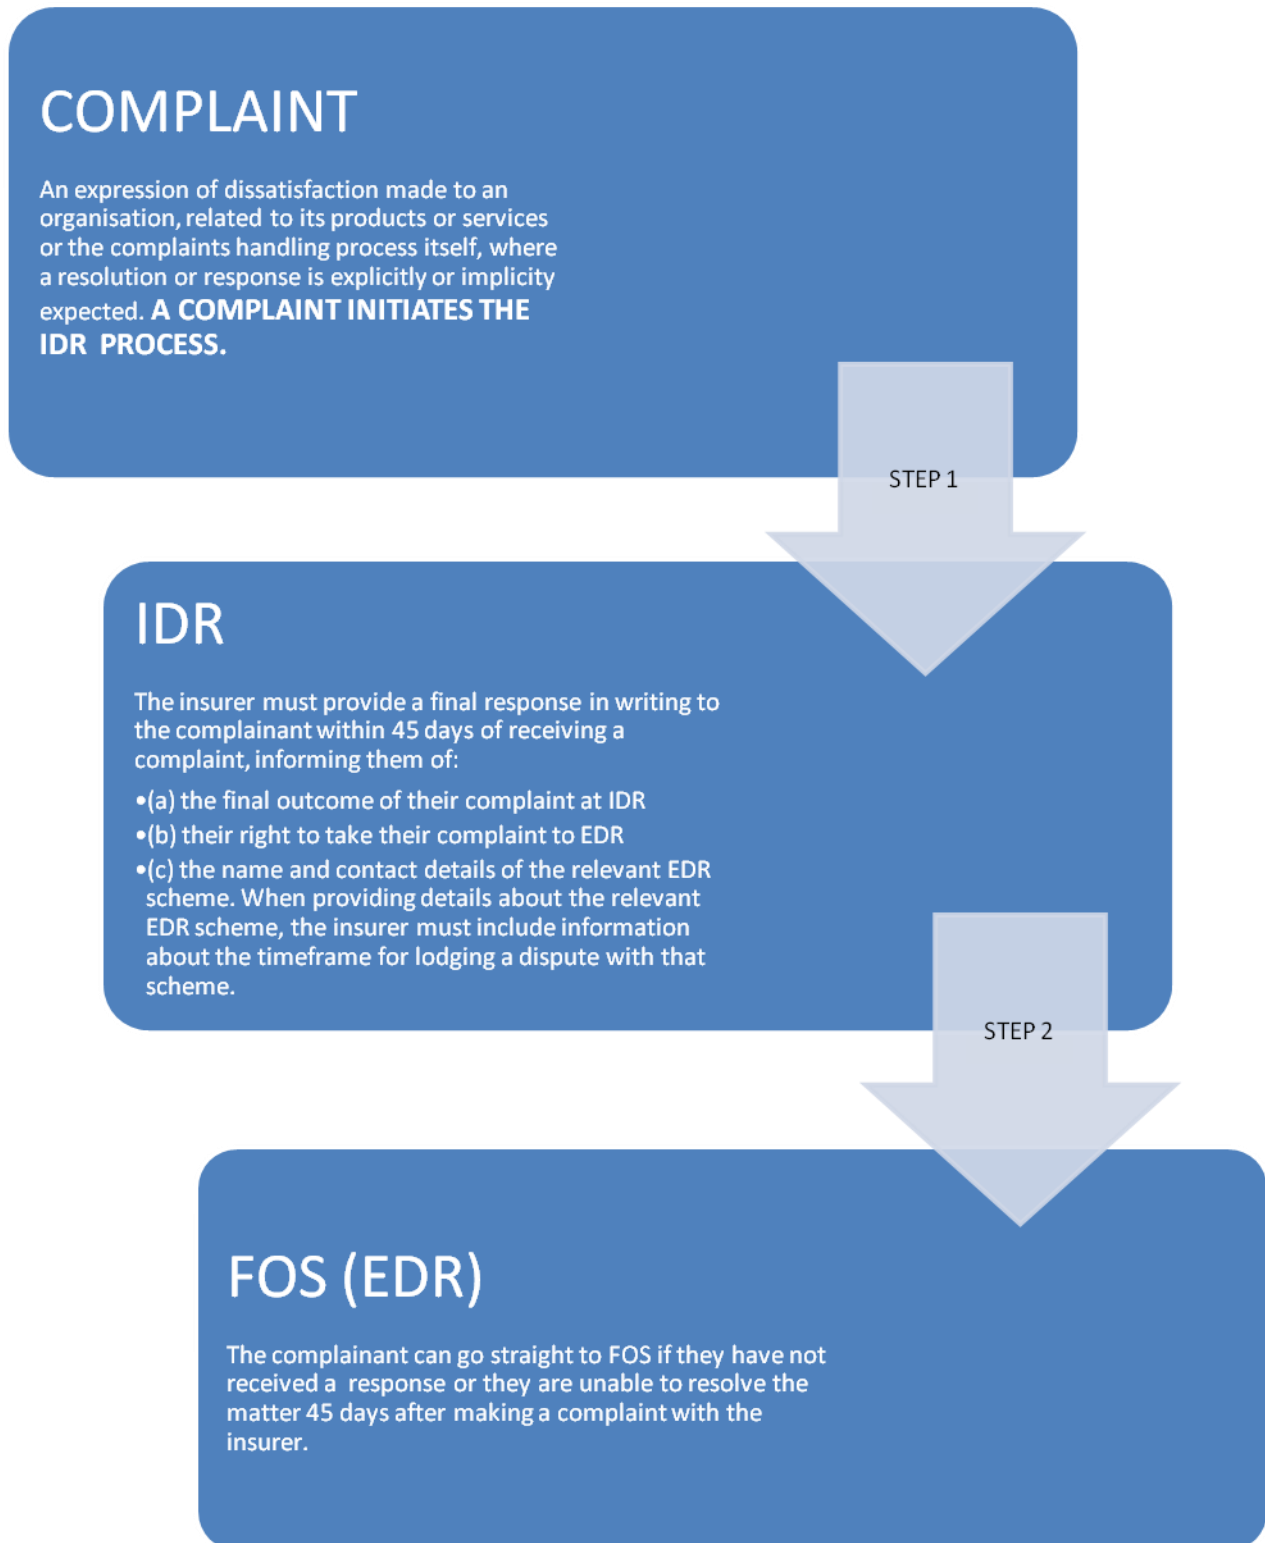 COMPLAINT
An expression of dissatisfaction made to an
organisation, related to its products or services
or the complaints handling process itself, where
a resolution or response is explicitly or implicity
expected. A COMPLAINT INITIATES THE
IDR PROCESS.
STEP 1
IDR
The insurer must provide a final response in writing to
the complainant within 45 days of receiving a
complaint, informing them of:
•(a) the final outcome of their complaint at IDR
•(b) their right to take their complaint to EDR
•(c) the name and contact details of the relevant EDR
scheme. When providing details about the relevant
EDR scheme, the insurer must include information
about the timeframe for lodging a dispute with that
scheme.
STEP 2
FOS (EDR)
The complainant can go straight to FOS if they have not
received a response or they are unable to resolve the
matter 45 days after making a complaint with the
insurer.